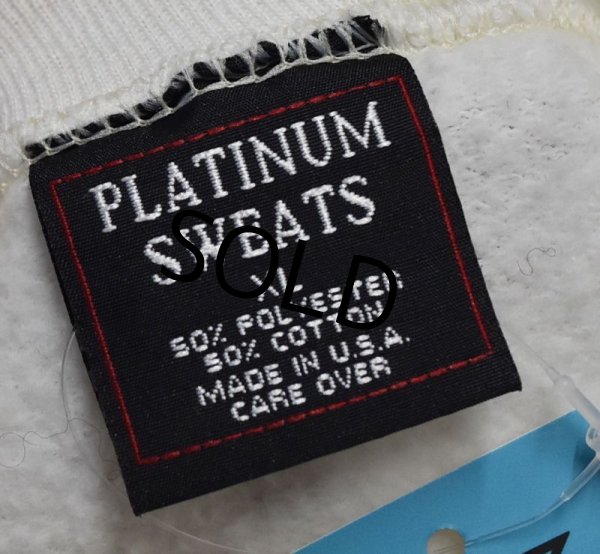 PLATINUM
SWEATS
SOLD
XL
50% POLYESTER
50% COTTON
MADE IN U.S.A.
CARE OVER